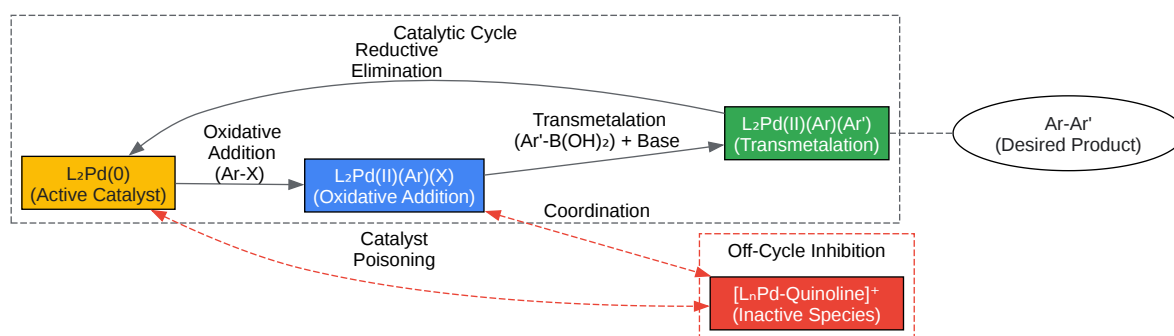 Catalytic Cycle
Reductive
Elimination
Oxidative
Addition
(Ar-X)
Transmetalation
(Ar'-B(OH)₂) + Base
L₂Pd(0)
(Active Catalyst)
L₂Pd(II)(Ar)(X)
(Oxidative Addition)
L₂Pd(II)(Ar)(Ar')
(Transmetalation)
Ar-Ar'
(Desired Product)
Coordination
Catalyst
Poisoning
Off-Cycle Inhibition
[LₙPd-Quinoline]⁺
(Inactive Species)